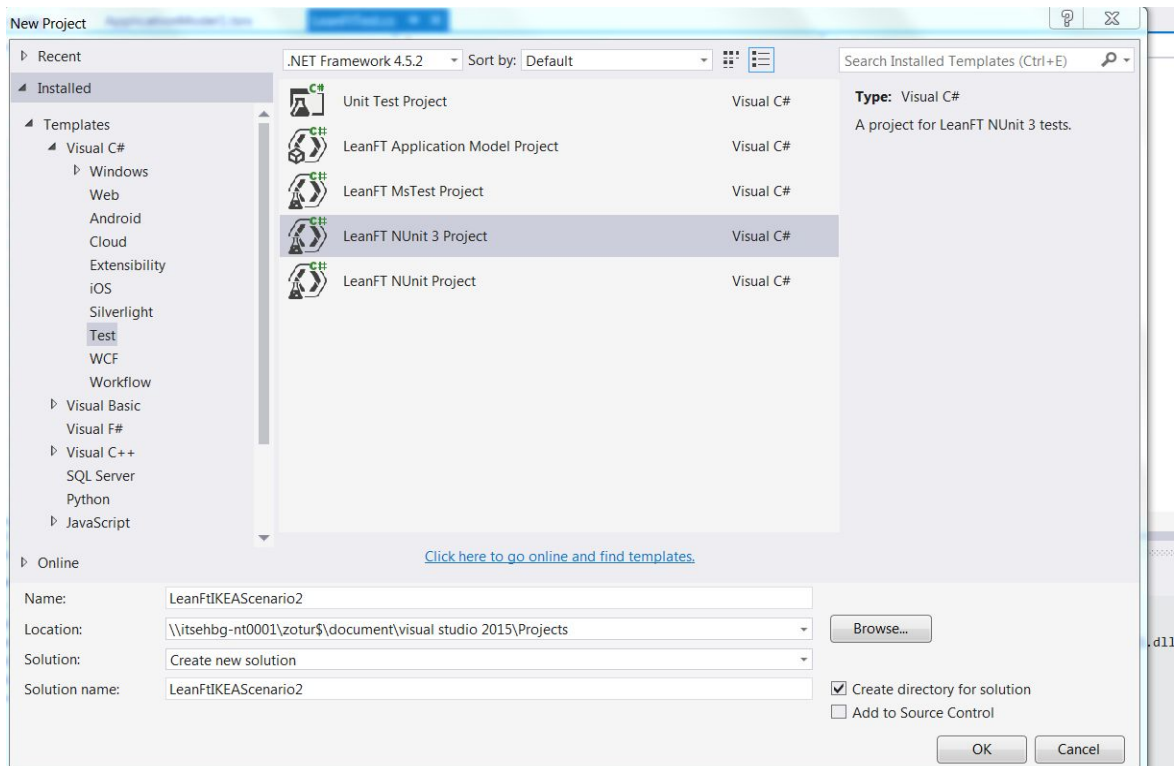 New Project
Recent
.NET Framework 4.5.2
Sort by: Default
Search Installed Templates (Ctrl+E)
Installed
Templates
Visual C#
Windows
Web
Android
Cloud
Extensibility
iOS
Silverlight
Test
WCF
Workflow
Visual Basic
Visual F#
Visual C++
SQL Server
Python
JavaScript
Online
C# Unit Test Project Visual C#
C# LeanFT Application Model Project Visual C#
C# LeanFT MsTest Project Visual C#
C# LeanFT NUnit 3 Project Visual C#
C# LeanFT NUnit Project Visual C#
Click here to go online and find templates.
Type: Visual C#
A project for LeanFT NUnit 3 tests.
Name: LeanFtIKEAScenario2
Location: \\itsehbg-nt0001\zotur$\document\visual studio 2015\Projects
Browse...
.dll
Solution: Create new solution
Solution name: LeanFtIKEAScenario2
Create directory for solution
Add to Source Control
OK
Cancel